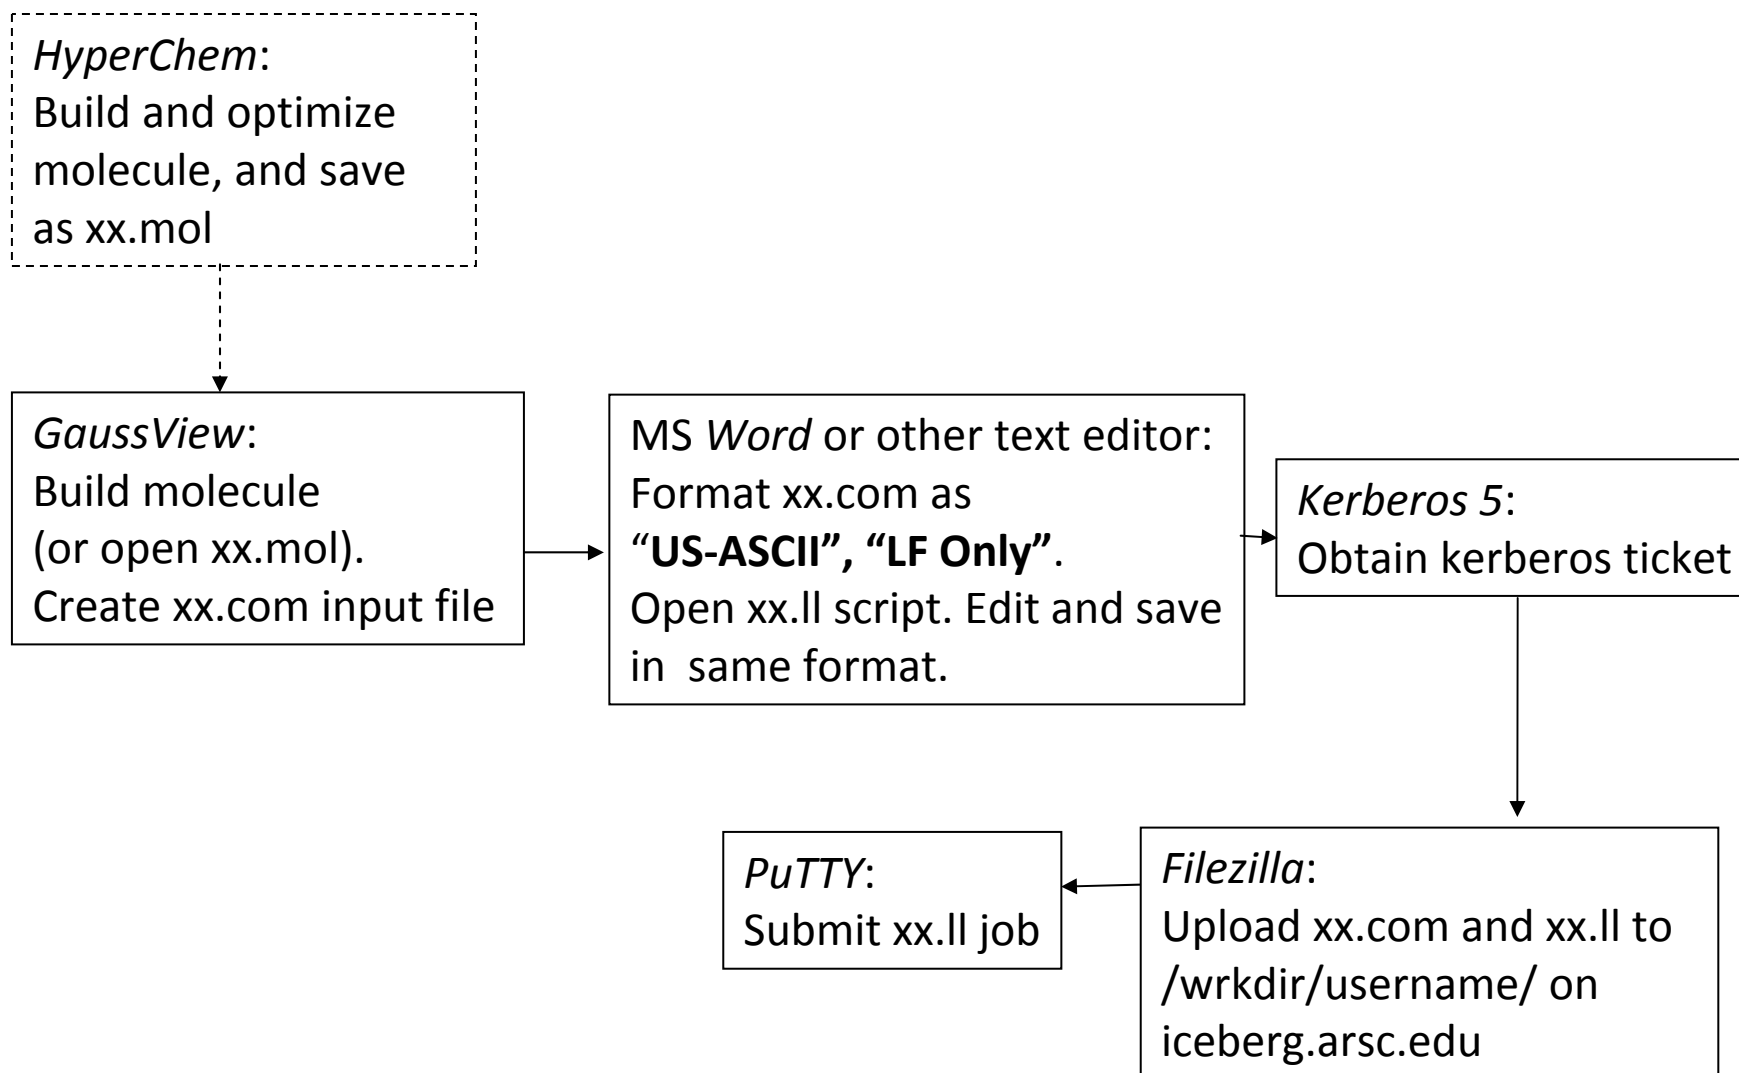 HyperChem:
Build and optimize
molecule, and save
as xx.mol
GaussView:
Build molecule
(or open xx.mol).
Create xx.com input file
MS Word or other text editor:
Format xx.com as
“US-ASCII”, “LF Only”.
Open xx.ll script. Edit and save
in same format.
Kerberos 5:
Obtain kerberos ticket
PuTTY:
Submit xx.ll job
Filezilla:
Upload xx.com and xx.ll to
/wrkdir/username/ on
iceberg.arsc.edu